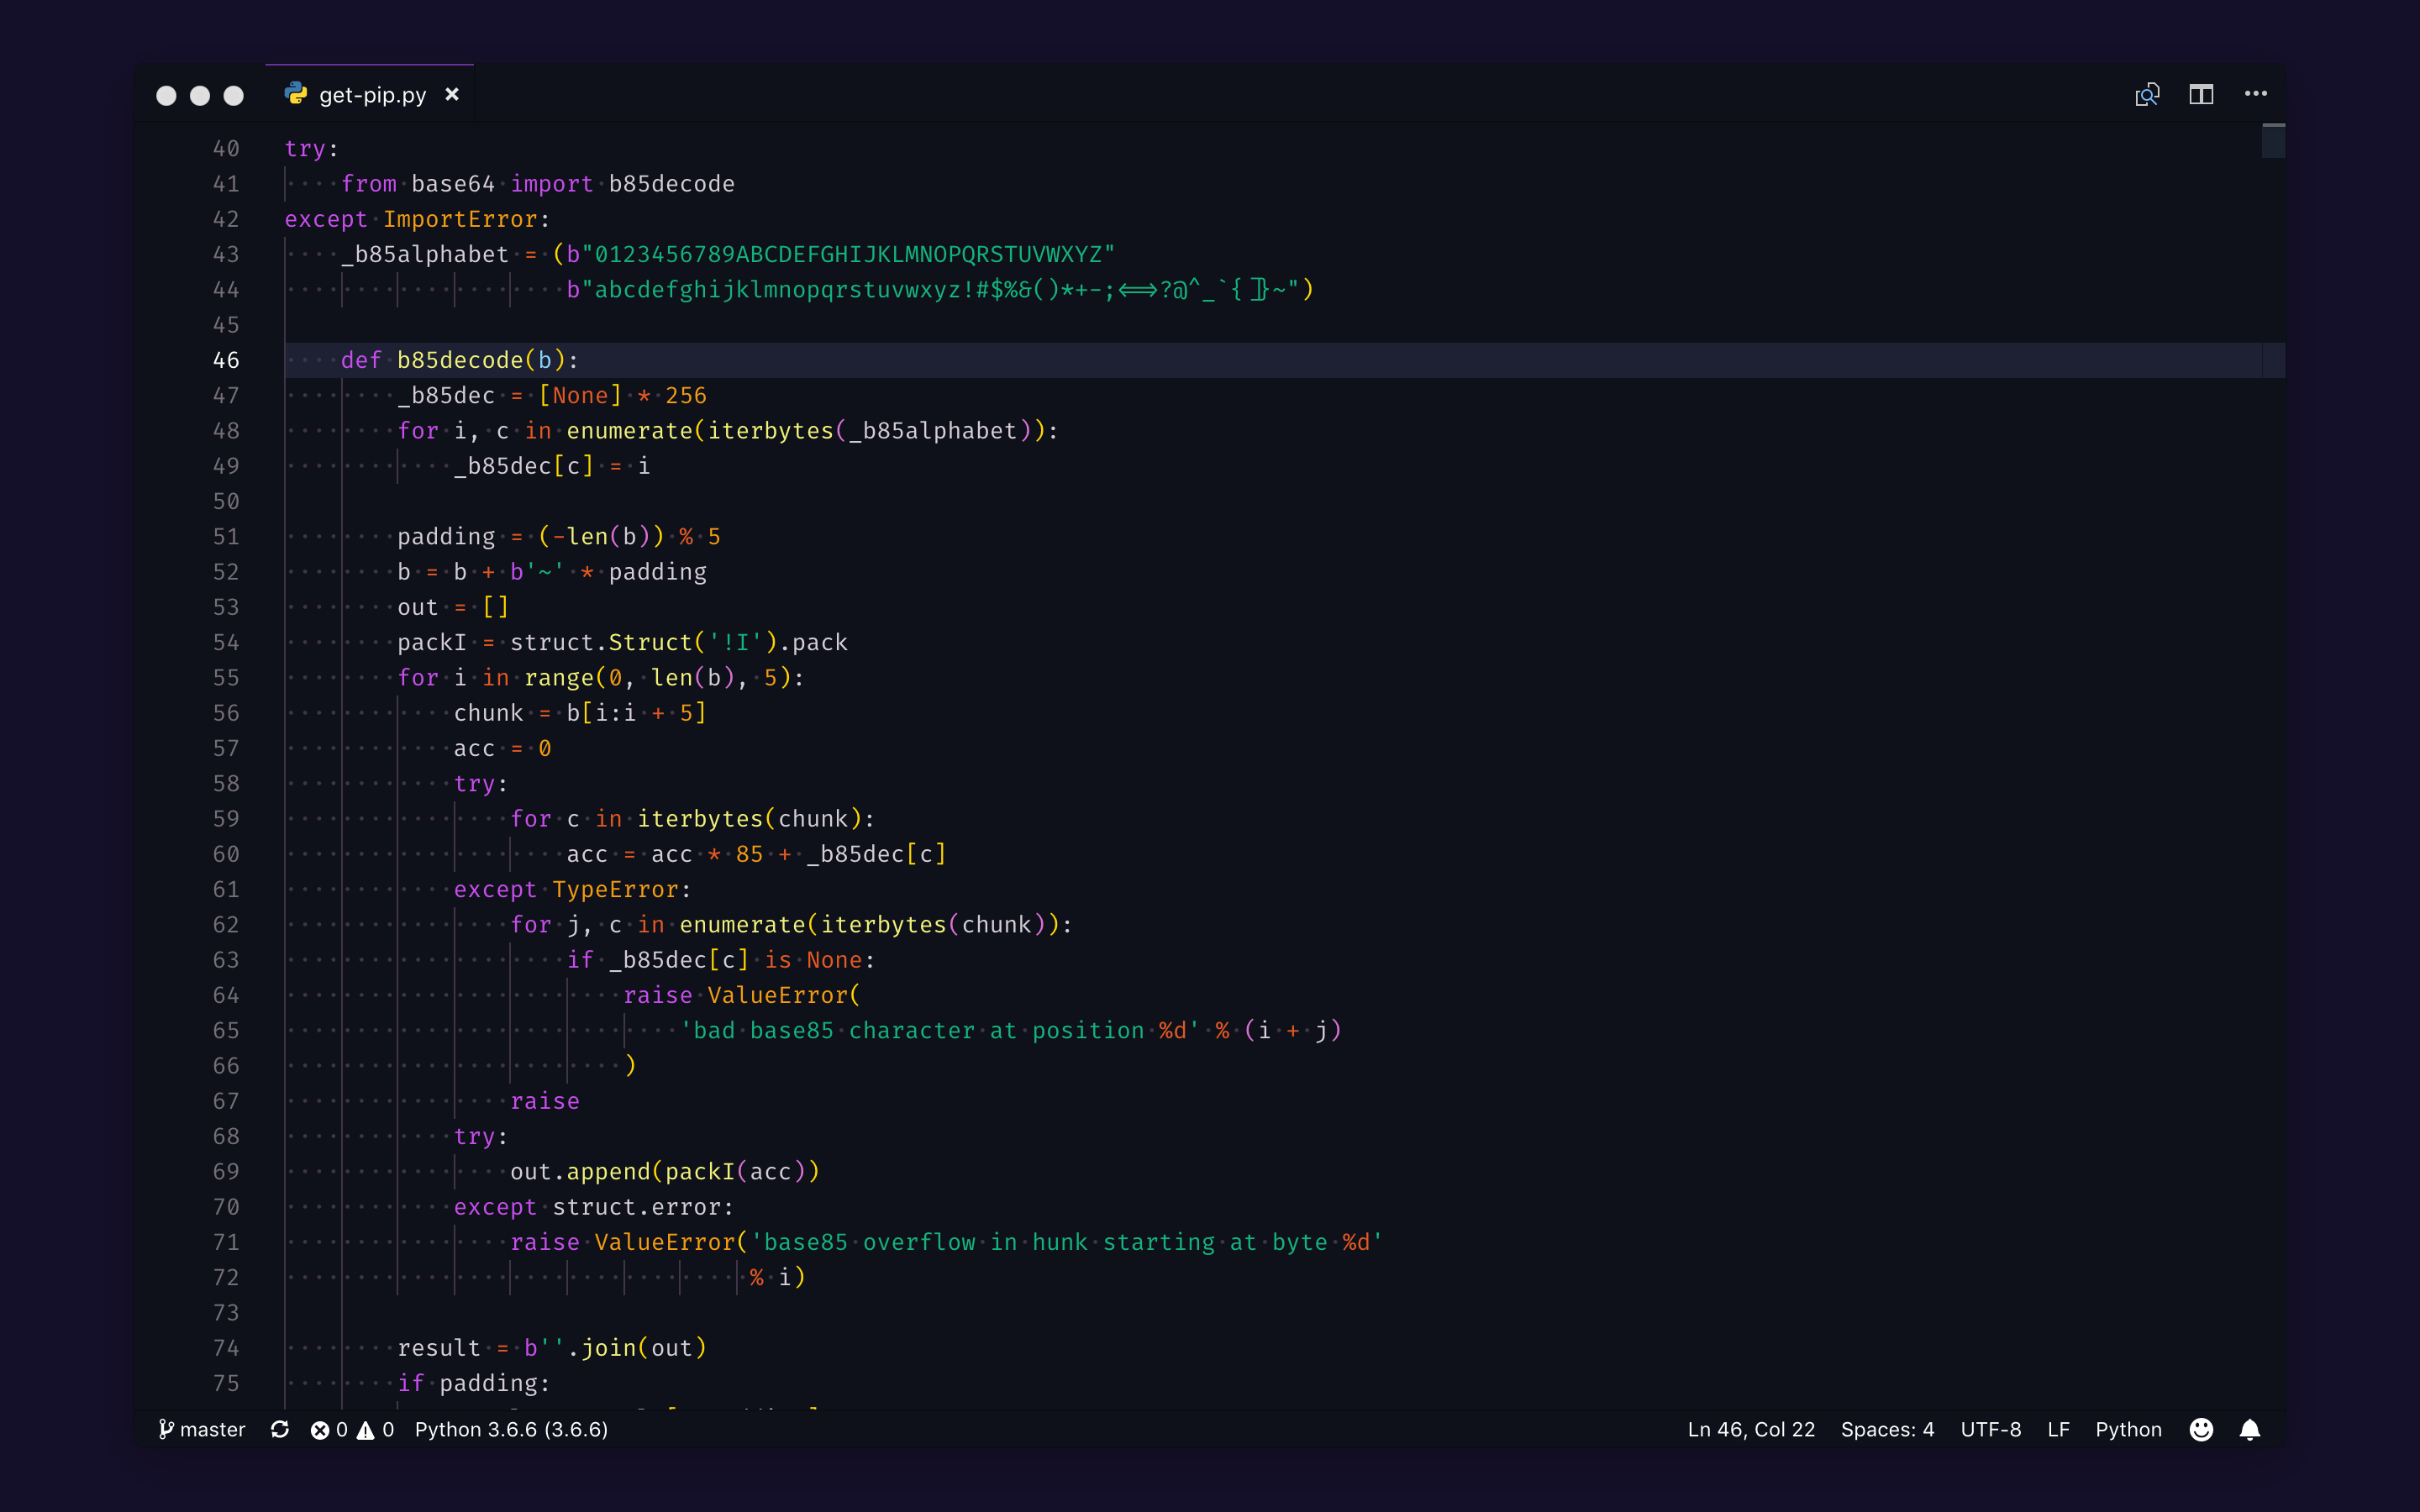 get-pip.py ×
40 try:
41     from base64 import b85decode
42 except ImportError:
43     _b85alphabet = (b"0123456789ABCDEFGHIJKLMNOPQRSTUVWXYZ"
44                     b"abcdefghijklmnopqrstuvwxyz!#$%&()*+-;<=>?@^_`{|}~")
45
46     def b85decode(b):
47         _b85dec = [None] * 256
48         for i, c in enumerate(iterbytes(_b85alphabet)):
49             _b85dec[c] = i
50
51         padding = (-len(b)) % 5
52         b = b + b'~' * padding
53         out = []
54         packI = struct.Struct('!I').pack
55         for i in range(0, len(b), 5):
56             chunk = b[i:i + 5]
57             acc = 0
58             try:
59                 for c in iterbytes(chunk):
60                     acc = acc * 85 + _b85dec[c]
61             except TypeError:
62                 for j, c in enumerate(iterbytes(chunk)):
63                     if _b85dec[c] is None:
64                         raise ValueError(
65                             'bad base85 character at position %d' % (i + j)
66                         )
67                 raise
68             try:
69                 out.append(packI(acc))
70             except struct.error:
71                 raise ValueError('base85 overflow in hunk starting at byte %d'
72                                  % i)
73
74         result = b''.join(out)
75         if padding:
master 0 0 Python 3.6.6 (3.6.6) Ln 46, Col 22 Spaces: 4 UTF-8 LF Python